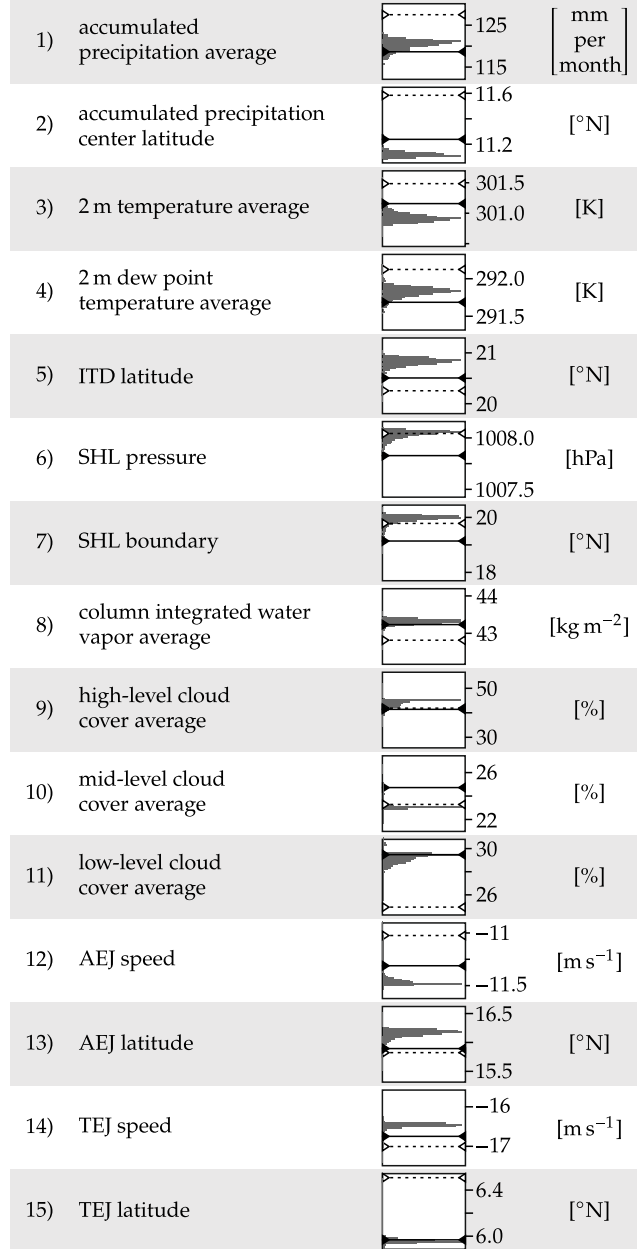 1) accumulated precipitation average 125 115 [mm per month]
2) accumulated precipitation center latitude 11.6 11.2 [°N]
3) 2 m temperature average 301.5 301.0 [K]
4) 2 m dew point temperature average 292.0 291.5 [K]
5) ITD latitude 21 20 [°N]
6) SHL pressure 1008.0 1007.5 [hPa]
7) SHL boundary 20 18 [°N]
8) column integrated water vapor average 44 43 [kg m⁻²]
9) high-level cloud cover average 50 30 [%]
10) mid-level cloud cover average 26 22 [%]
11) low-level cloud cover average 30 26 [%]
12) AEJ speed −11 −11.5 [m s⁻¹]
13) AEJ latitude 16.5 15.5 [°N]
14) TEJ speed −16 −17 [m s⁻¹]
15) TEJ latitude 6.4 6.0 [°N]